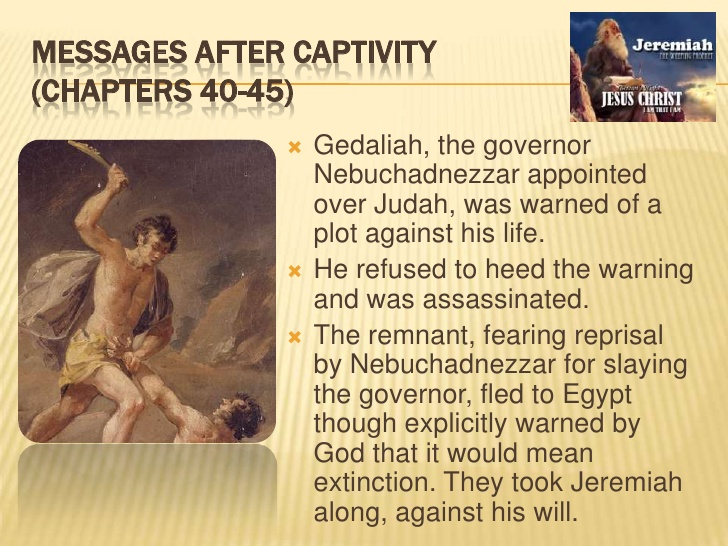 MESSAGES AFTER CAPTIVITY
(CHAPTERS 40-45)
Jeremiah
THE WEEPING PROPHET
JESUS CHRIST
I AM THAT I AM
× Gedaliah, the governor
Nebuchadnezzar appointed
over Judah, was warned of a
plot against his life.
× He refused to heed the warning
and was assassinated.
× The remnant, fearing reprisal
by Nebuchadnezzar for slaying
the governor, fled to Egypt
though explicitly warned by
God that it would mean
extinction. They took Jeremiah
along, against his will.